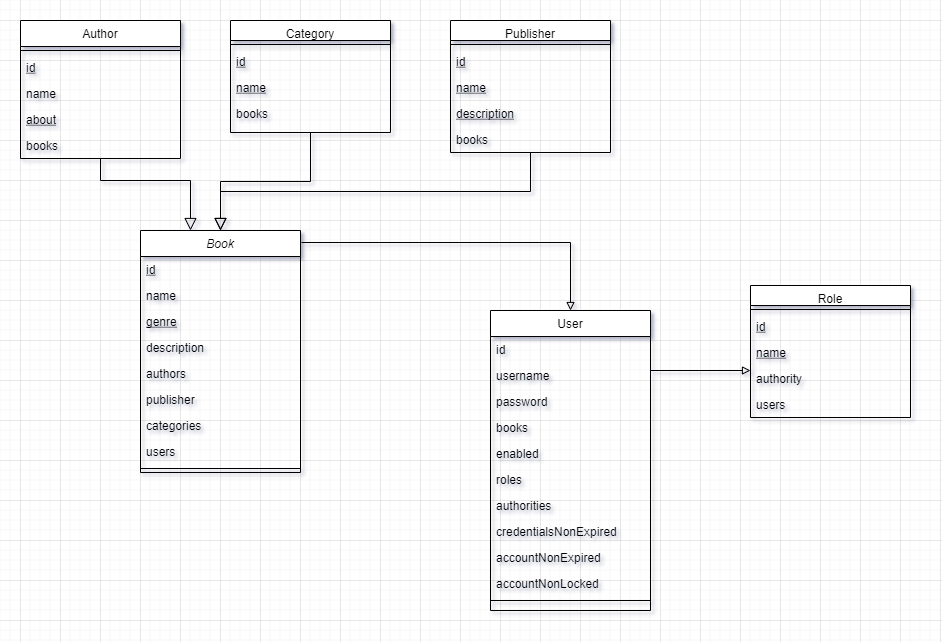 Author
id
name
about
books
Category
id
name
books
Publisher
id
name
description
books
Book
id
name
genre
description
authors
publisher
categories
users
User
id
username
password
books
enabled
roles
authorities
credentialsNonExpired
accountNonExpired
accountNonLocked
Role
id
name
authority
users